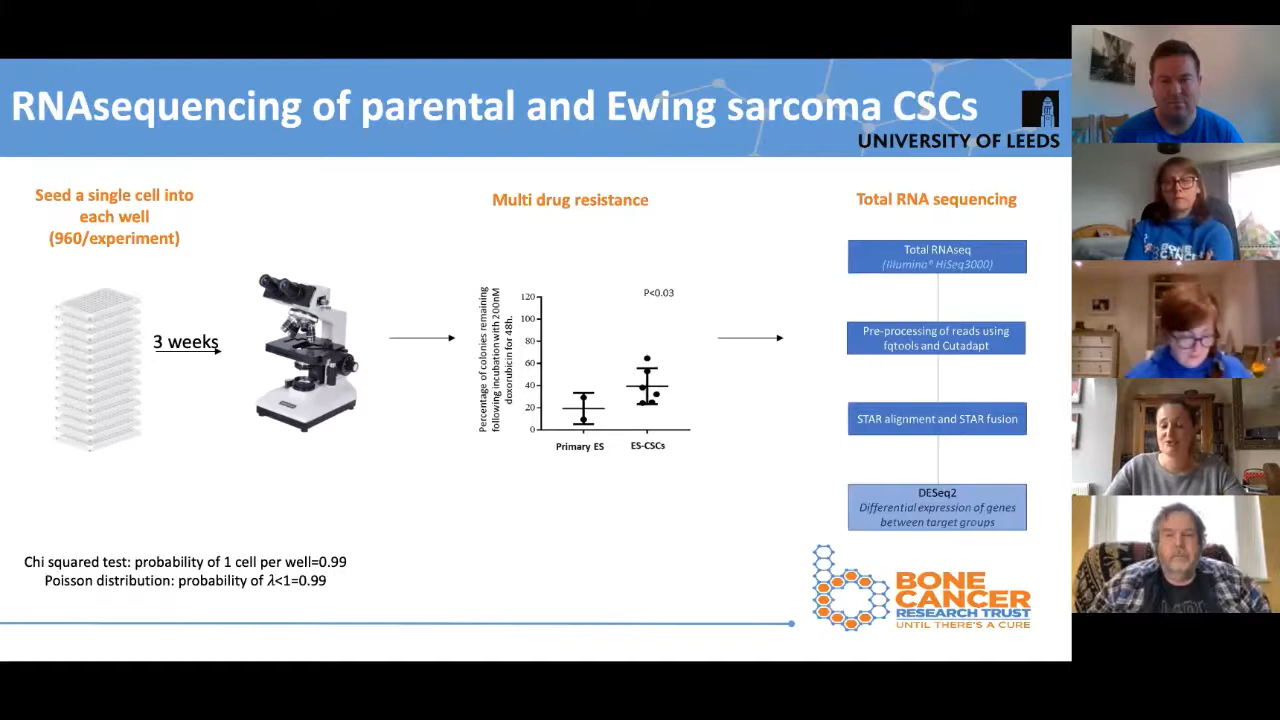 RNAsequencing of parental and Ewing sarcoma CSCs
UNIVERSITY OF LEEDS
Seed a single cell into
each well
(960/experiment)
3 weeks
Multi drug resistance
Percentage of colonies remaining
following incubation with 200nM
doxorubicin for 48h.
120
100
80
60
40
20
0
P<0.03
Primary ES
ES-CSCs
Total RNA sequencing
Total RNAseq
(Illumina® HiSeq3000)
Pre-processing of reads using
fqtools and Cutadapt
STAR alignment and STAR fusion
DESeq2
Differential expression of genes
between target groups
Chi squared test: probability of 1 cell per well=0.99
Poisson distribution: probability of λ<1=0.99
BONE
CANCER
RESEARCH TRUST
UNTIL THERE'S A CURE
BONE
CANCER